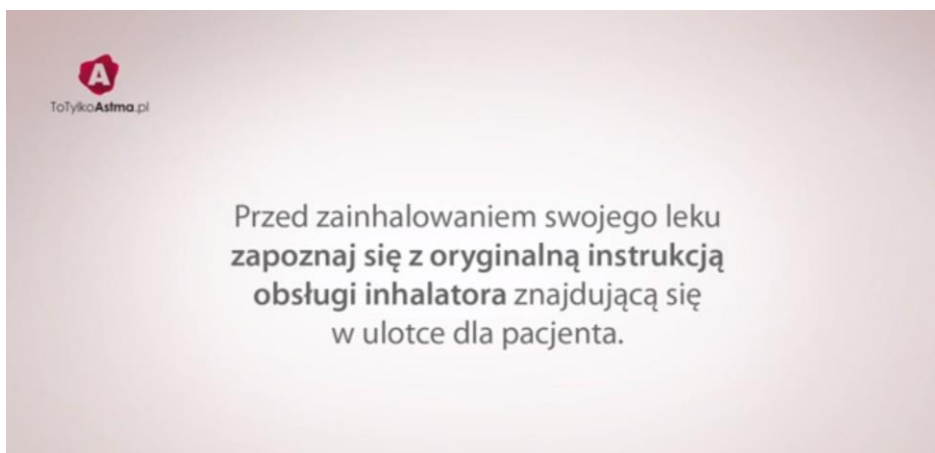 A
ToTylkoAstma.pl
Przed zainhalowaniem swojego leku
zapoznaj się z oryginalną instrukcją
obsługi inhalatora znajdującą się
w ulotce dla pacjenta.